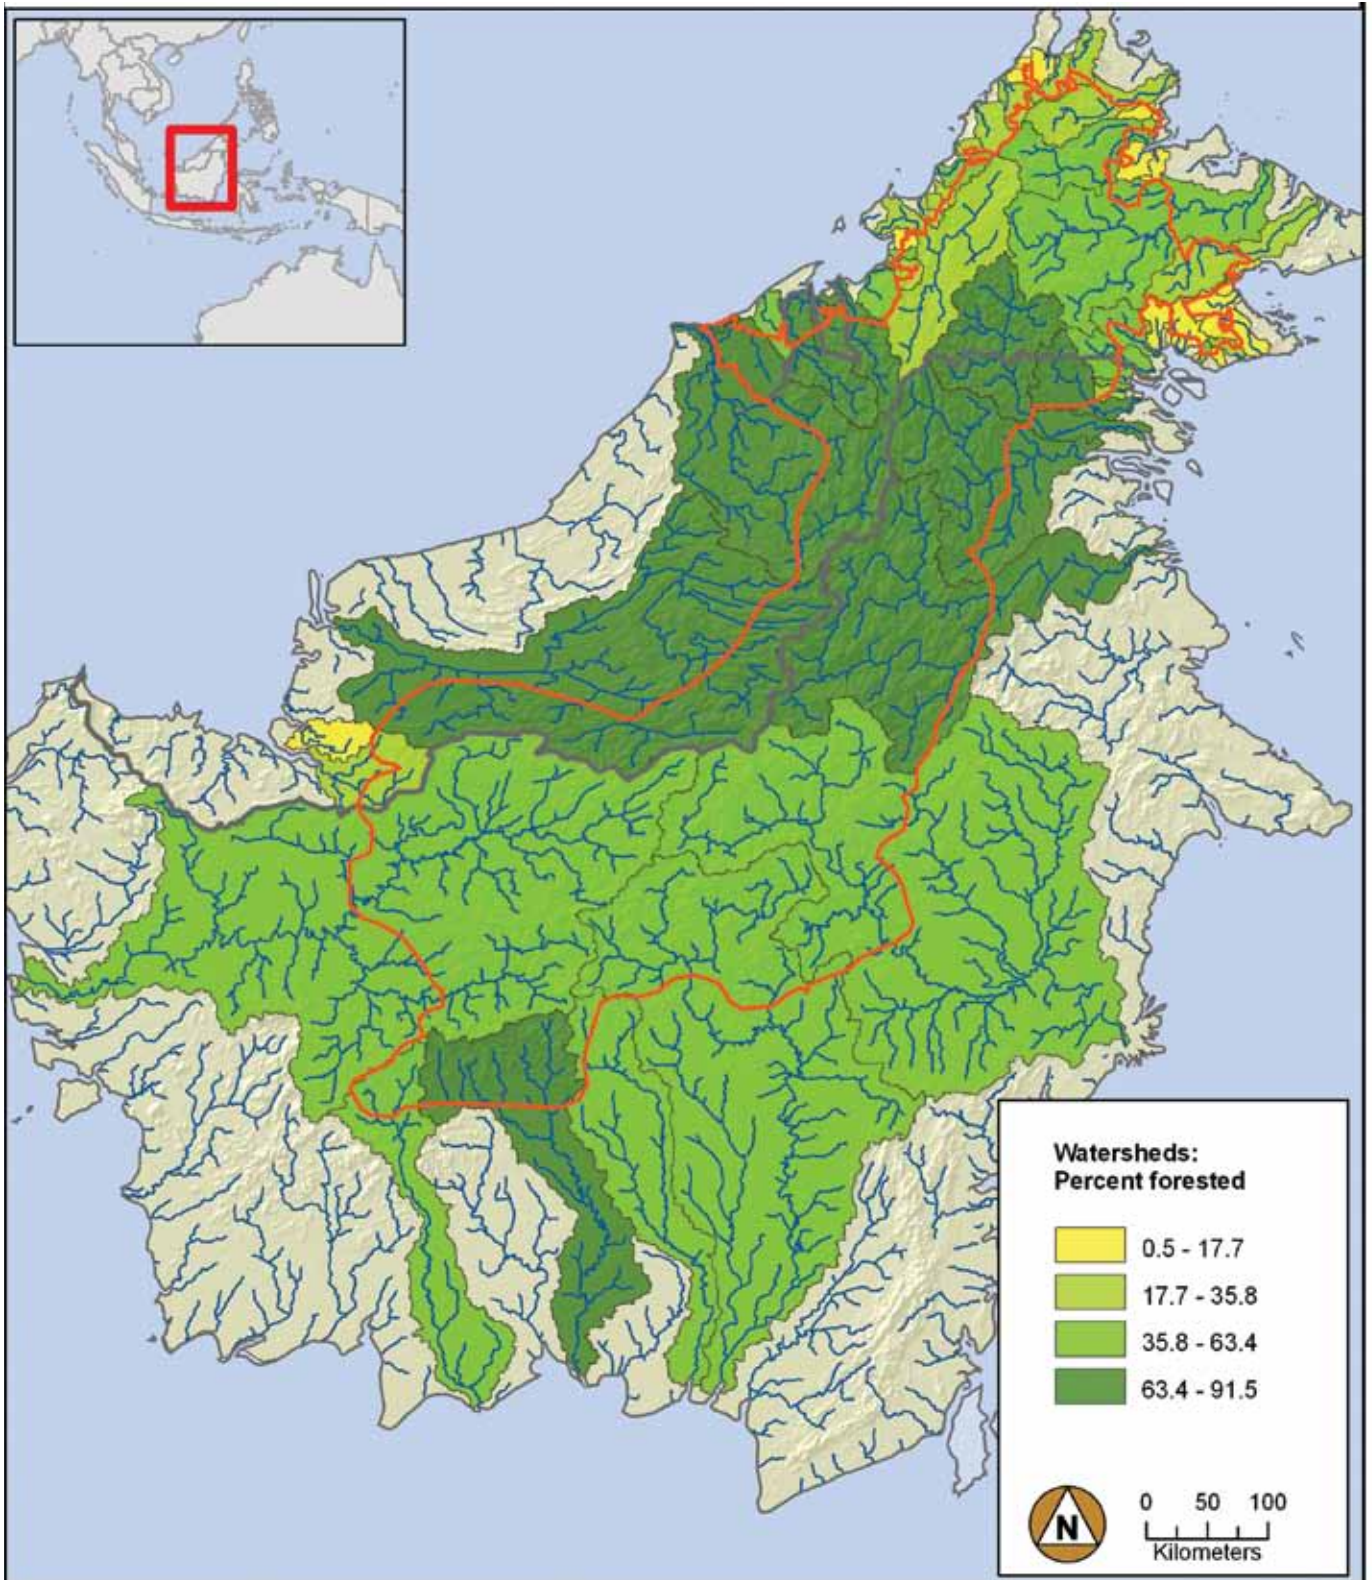 Watersheds:
Percent forested
0.5 - 17.7
17.7 - 35.8
35.8 - 63.4
63.4 - 91.5
N
0 50 100
Kilometers